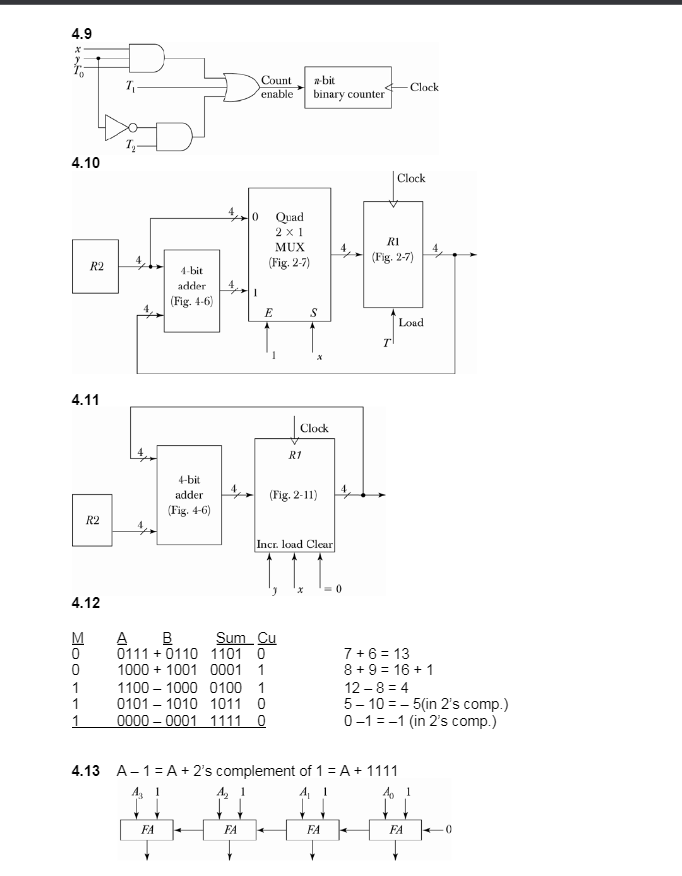 4.9
x
y
T0
T1
T2
Count enable
n-bit binary counter
Clock
4.10
Clock
R2
4
4-bit
adder
(Fig. 4-6)
4
4
4
0 Quad
2 × 1
MUX
(Fig. 2-7)
1
E S
1 x
4
R1
(Fig. 2-7)
4
Load
T
4.11
Clock
R1
4
4-bit
adder
(Fig. 4-6)
R2
4
4
(Fig. 2-11)
4
Incr. load Clear
y x = 0
4.12
M A B Sum Cu
0 0111 + 0110 1101 0 7 + 6 = 13
0 1000 + 1001 0001 1 8 + 9 = 16 + 1
1 1100 – 1000 0100 1 12 – 8 = 4
1 0101 – 1010 1011 0 5 – 10 = – 5(in 2's comp.)
1 0000 – 0001 1111 0 0 –1 = –1 (in 2's comp.)
4.13 A – 1 = A + 2's complement of 1 = A + 1111
A3 1 A2 1 A1 1 A0 1
FA FA FA FA 0